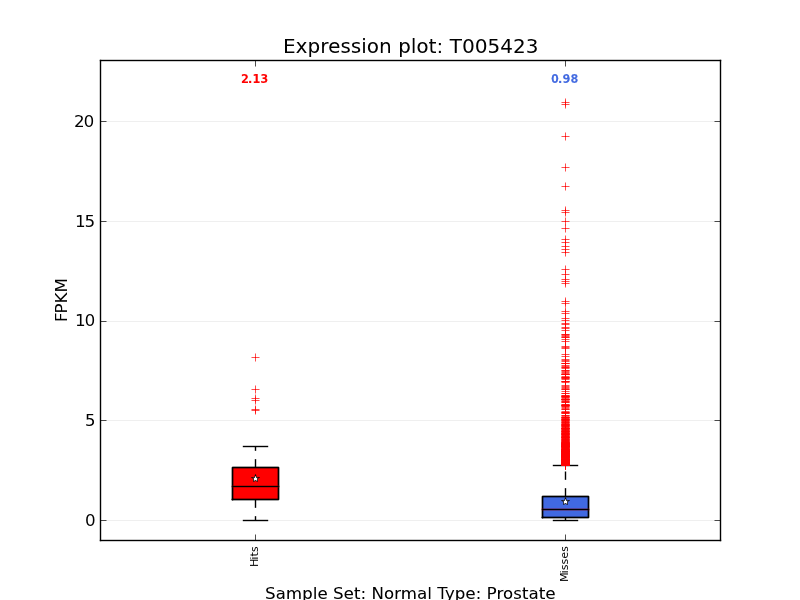 Expression plot: T005423
2.13
0.98
20
15
10
5
0
FPKM
Hits
Misses
Sample Set: Normal Type: Prostate